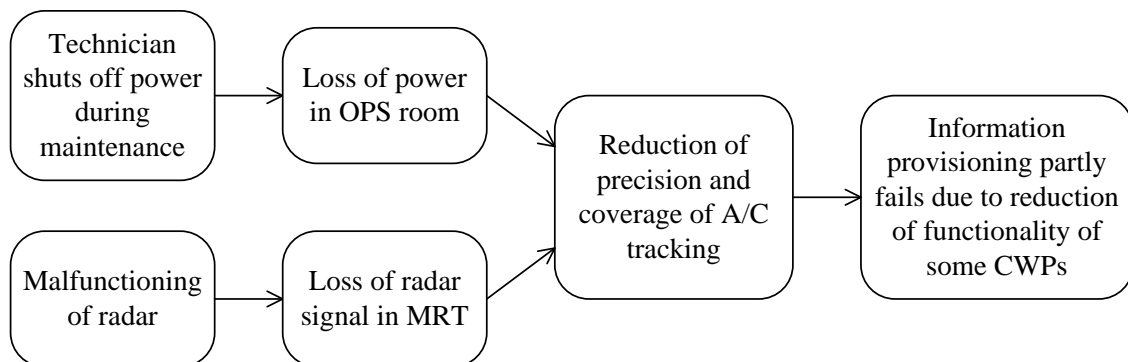 Technician
shuts off power
during
maintenance
Loss of power
in OPS room
Malfunctioning
of radar
Loss of radar
signal in MRT
Reduction of
precision and
coverage of A/C
tracking
Information
provisioning partly
fails due to reduction
of functionality of
some CWPs